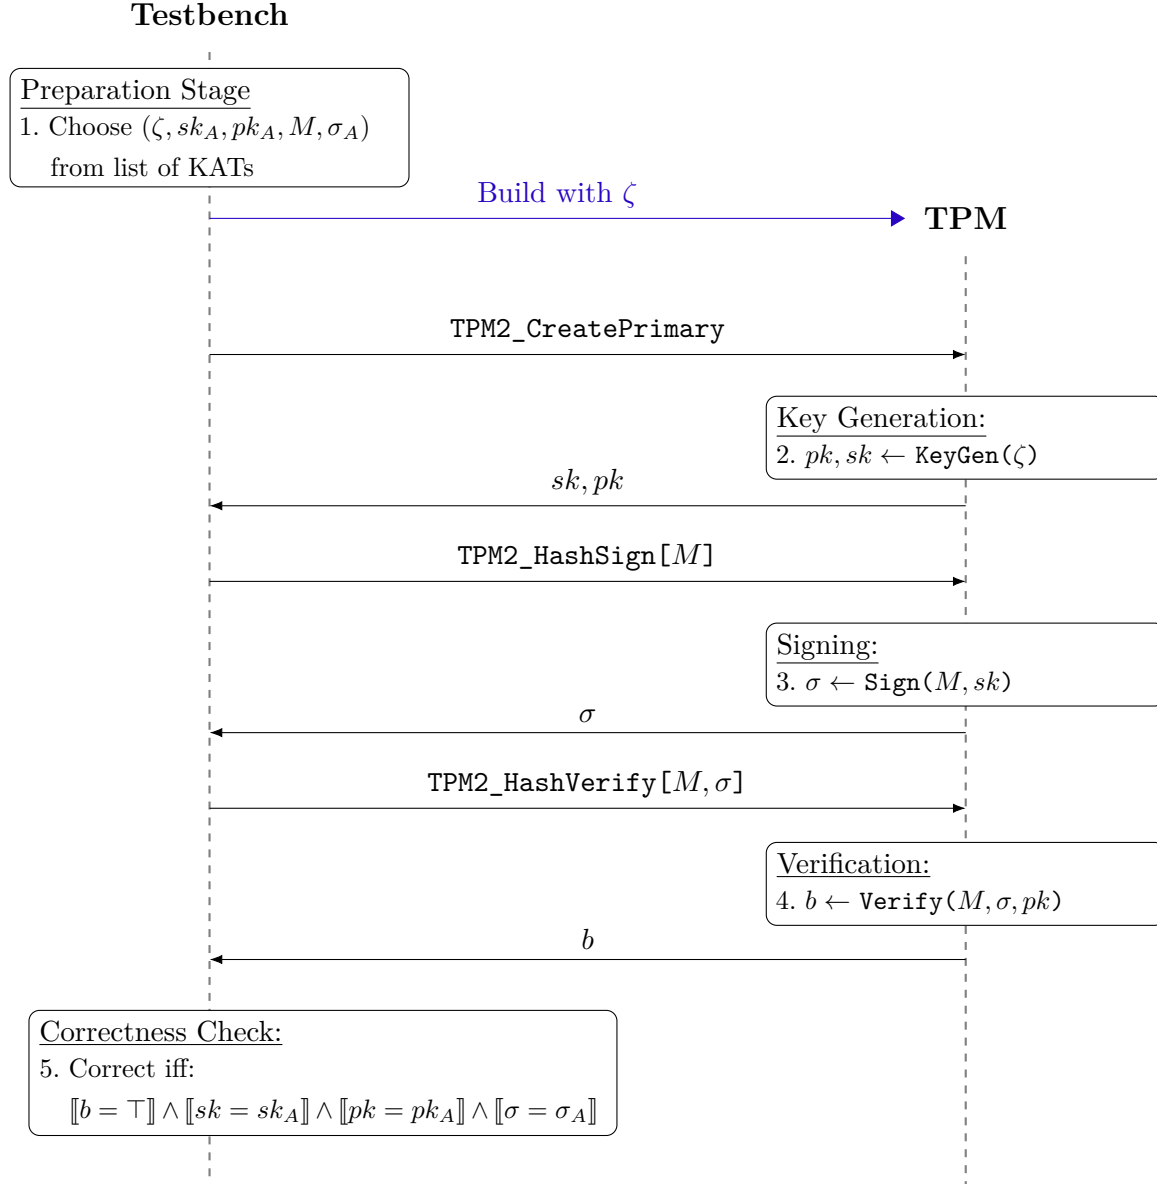 Testbench
Preparation Stage
1. Choose (ζ, sk_A, pk_A, M, σ_A)
from list of KATs
Build with ζ
TPM
TPM2_CreatePrimary
Key Generation:
2. pk, sk ← KeyGen(ζ)
sk, pk
TPM2_HashSign[M]
Signing:
3. σ ← Sign(M, sk)
σ
TPM2_HashVerify[M, σ]
Verification:
4. b ← Verify(M, σ, pk)
b
Correctness Check:
5. Correct iff:
⟦b = ⊤⟧ ∧ ⟦sk = sk_A⟧ ∧ ⟦pk = pk_A⟧ ∧ ⟦σ = σ_A⟧